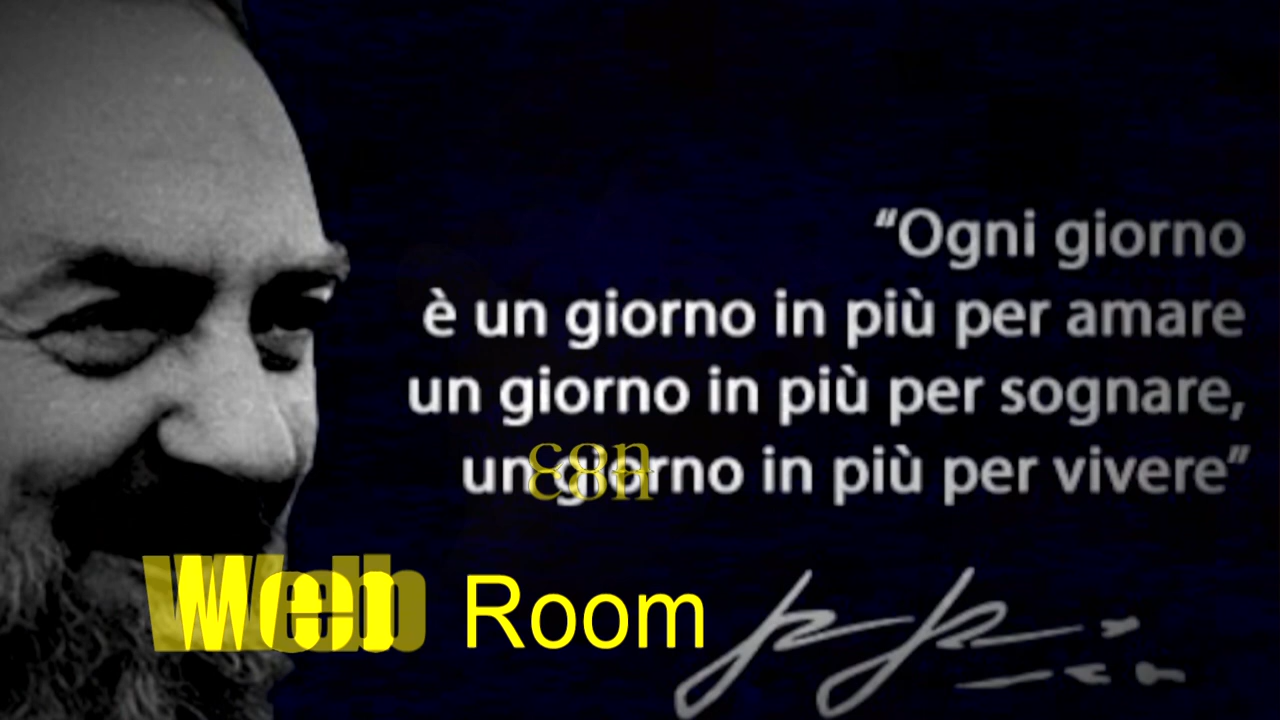 “Ogni giorno
è un giorno in più per amare
un giorno in più per sognare,
un giorno in più per vivere”
Web Room